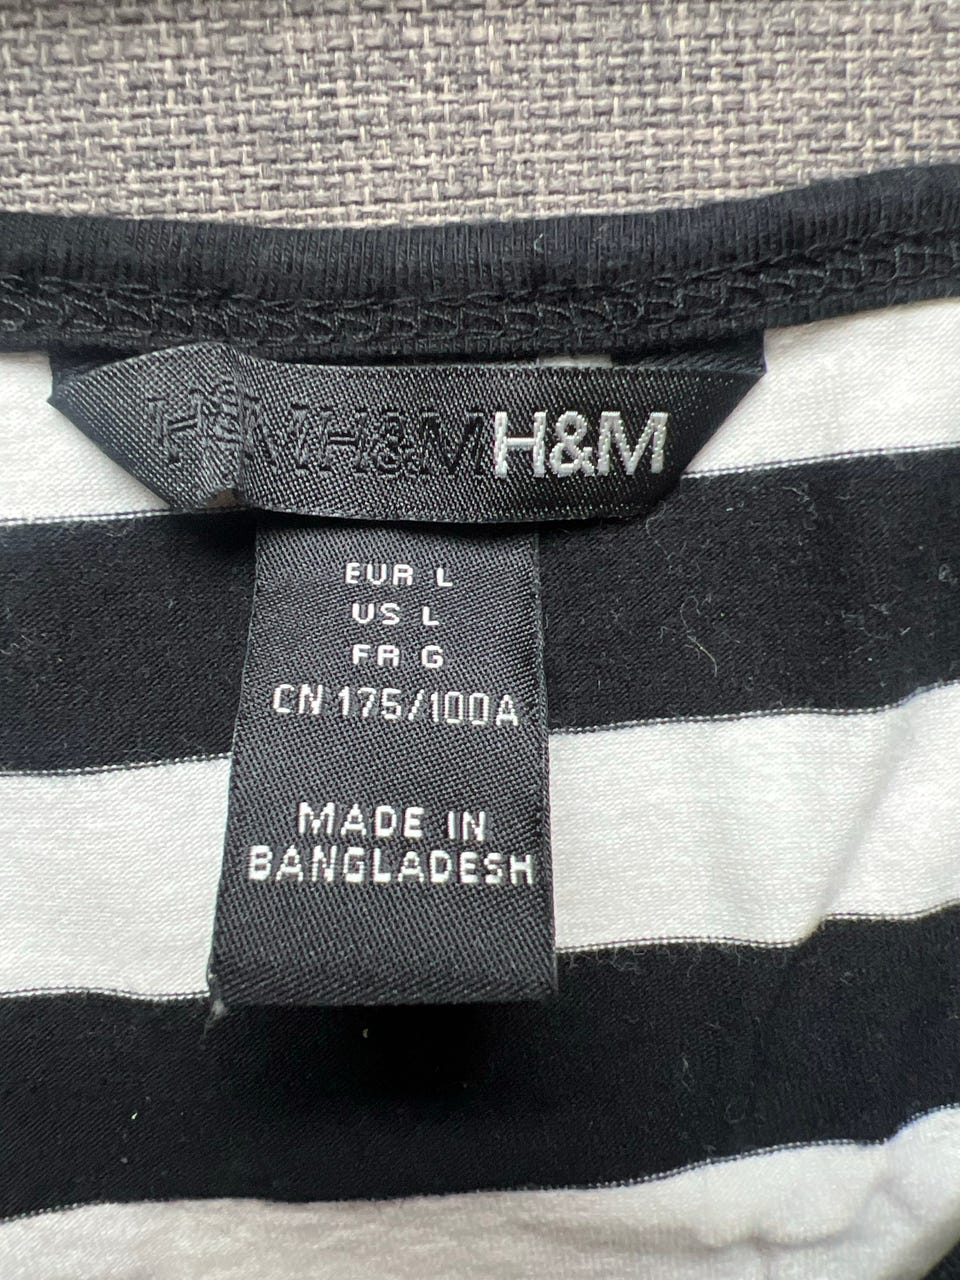 H&M H&M H&M
EUR L
US L
FR G
CN 175/100A
MADE IN
BANGLADESH